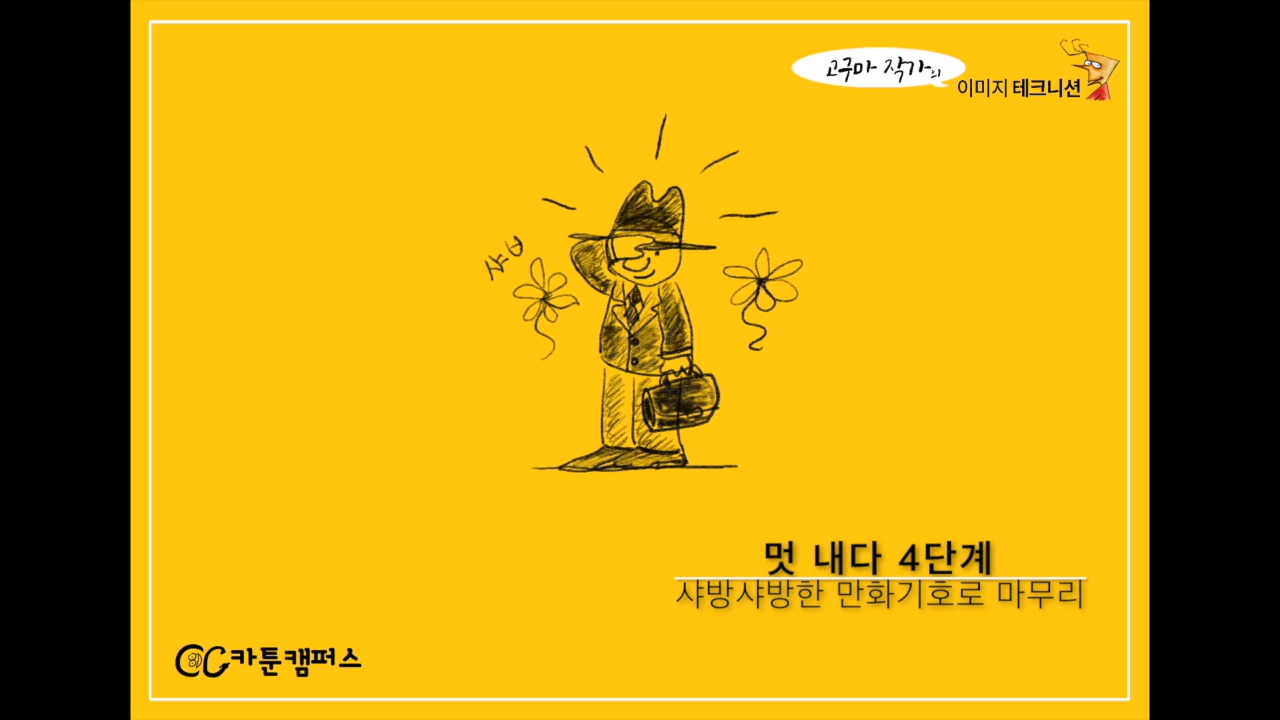 고구마 작가의
이미지 테크니션
샤ㅂ
멋 내다 4단계
샤방샤방한 만화기호로 마무리
카툰캠퍼스